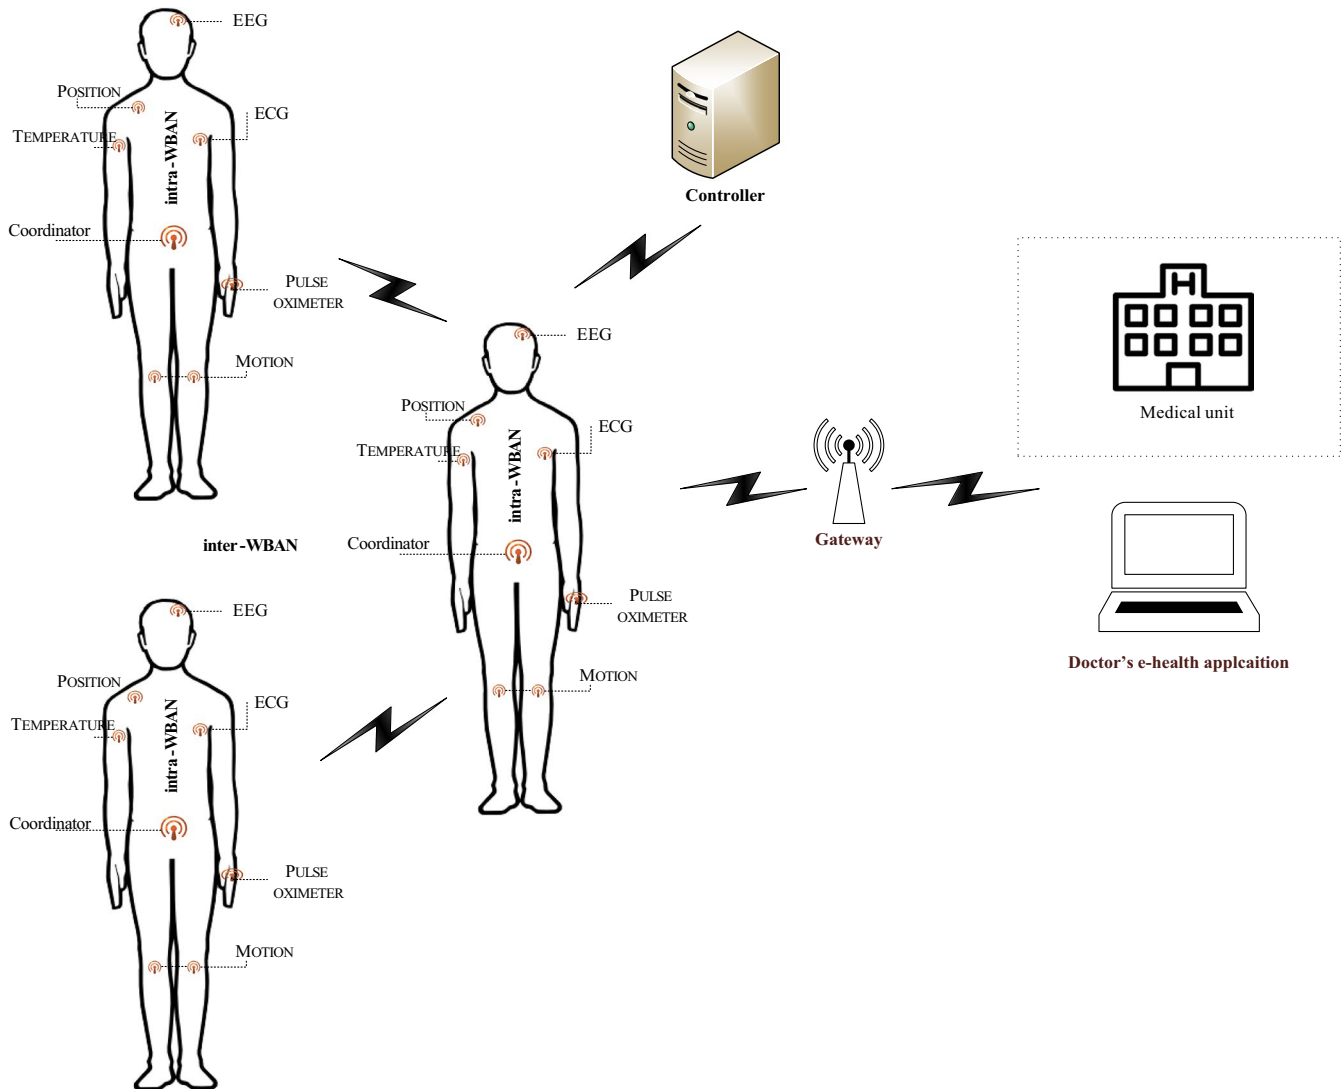 EEG
POSITION
ECG
TEMPERATURE
intra-WBAN
Coordinator
PULSE
OXIMETER
MOTION
Controller
Medical unit
EEG
POSITION
ECG
TEMPERATURE
intra-WBAN
Coordinator
PULSE
OXIMETER
MOTION
Gateway
Doctor’s e-health applcaition
inter-WBAN
EEG
POSITION
ECG
TEMPERATURE
intra-WBAN
Coordinator
PULSE
OXIMETER
MOTION
H